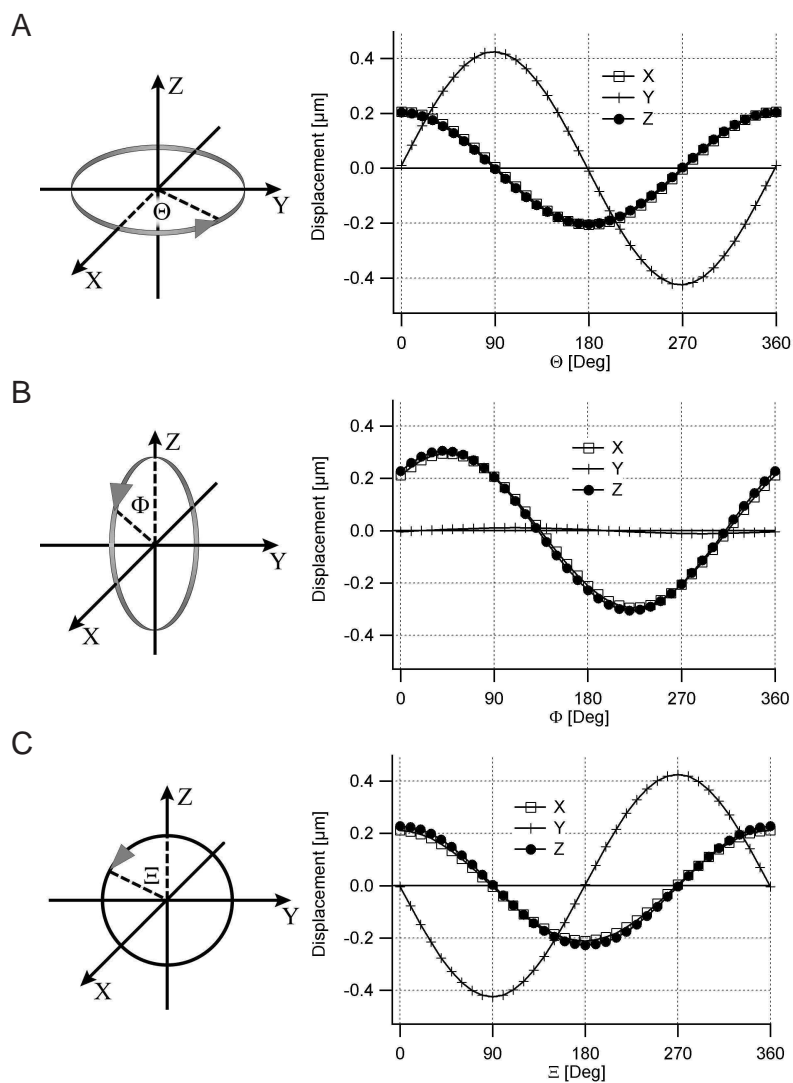 A
Z
Y
X
Θ
Displacement [µm]
0.4
0.2
0.0
-0.2
-0.4
X
Y
Z
0 90 180 270 360
Θ [Deg]
B
Z
Y
X
Φ
Displacement [µm]
0.4
0.2
0.0
-0.2
-0.4
X
Y
Z
0 90 180 270 360
Φ [Deg]
C
Z
Y
X
Ξ
Displacement [µm]
0.4
0.2
0.0
-0.2
-0.4
X
Y
Z
0 90 180 270 360
Ξ [Deg]